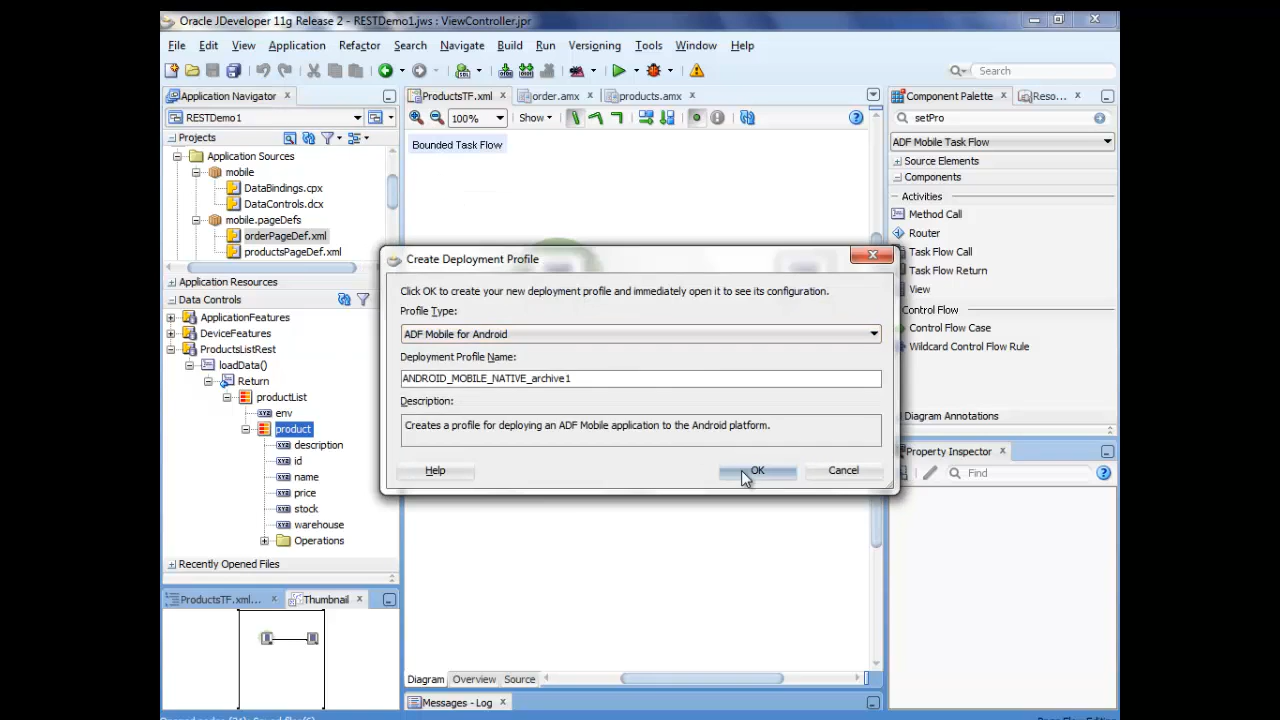 Oracle JDeveloper 11g Release 2 - RESTDemo1.jws : ViewController.jpr
File Edit View Application Refactor Search Navigate Build Run Versioning Tools Window Help
Search
Application Navigator
ProductsTF.xml order.amx products.amx
Component Palette Reso...
RESTDemo1
100% Show
setPro
Projects
ADF Mobile Task Flow
Bounded Task Flow
Application Sources
mobile
DataBindings.cpx
DataControls.dcx
mobile.pageDefs
orderPageDef.xml
productsPageDef.xml
Application Resources
Data Controls
ApplicationFeatures
DeviceFeatures
ProductsListRest
loadData()
Return
productList
env
product
description
id
name
price
stock
warehouse
Operations
Recently Opened Files
ProductsTF.xml... Thumbnail
Create Deployment Profile
Click OK to create your new deployment profile and immediately open it to see its configuration.
Profile Type:
ADF Mobile for Android
Deployment Profile Name:
ANDROID_MOBILE_NATIVE_archive1
Description:
Creates a profile for deploying an ADF Mobile application to the Android platform.
Help OK Cancel
Diagram Overview Source
Messages - Log
Source Elements
Components
Activities
Method Call
Router
Task Flow Call
Task Flow Return
View
Control Flow
Control Flow Case
Wildcard Control Flow Rule
Diagram Annotations
Property Inspector
Find